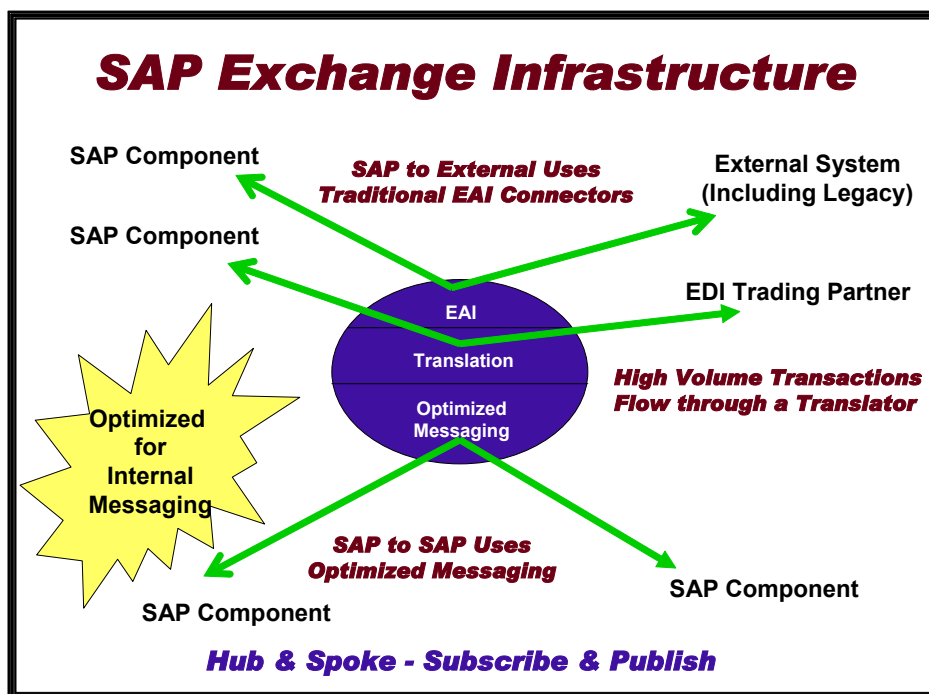 SAP Exchange Infrastructure
SAP Component
SAP to External Uses
Traditional EAI Connectors
External System
(Including Legacy)
SAP Component
EDI Trading Partner
EAI
Translation
Optimized
Messaging
High Volume Transactions
Flow through a Translator
Optimized
for
Internal
Messaging
SAP to SAP Uses
Optimized Messaging
SAP Component
SAP Component
Hub & Spoke - Subscribe & Publish